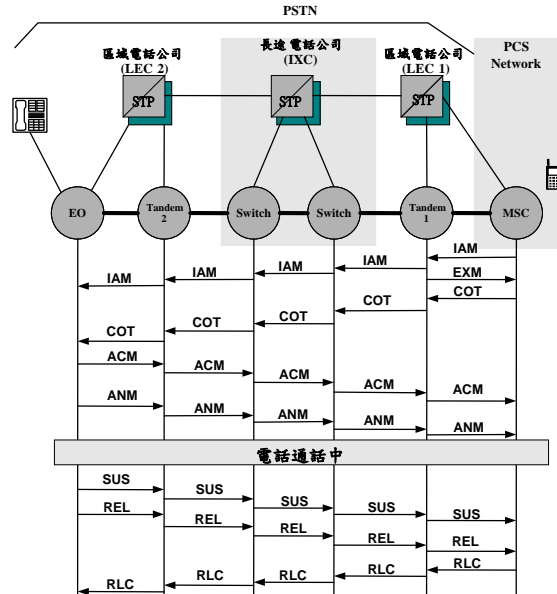 PSTN
區域電話公司
(LEC 2)
長途電話公司
(IXC)
區域電話公司
(LEC 1)
PCS
Network
STP
STP
STP
EO
Tandem
2
Switch
Switch
Tandem
1
MSC
IAM
IAM
IAM
IAM
IAM
EXM
COT
COT
COT
COT
COT
ACM
ACM
ACM
ACM
ACM
ANM
ANM
ANM
ANM
ANM
電話通話中
SUS
SUS
SUS
SUS
SUS
REL
REL
REL
REL
REL
RLC
RLC
RLC
RLC
RLC